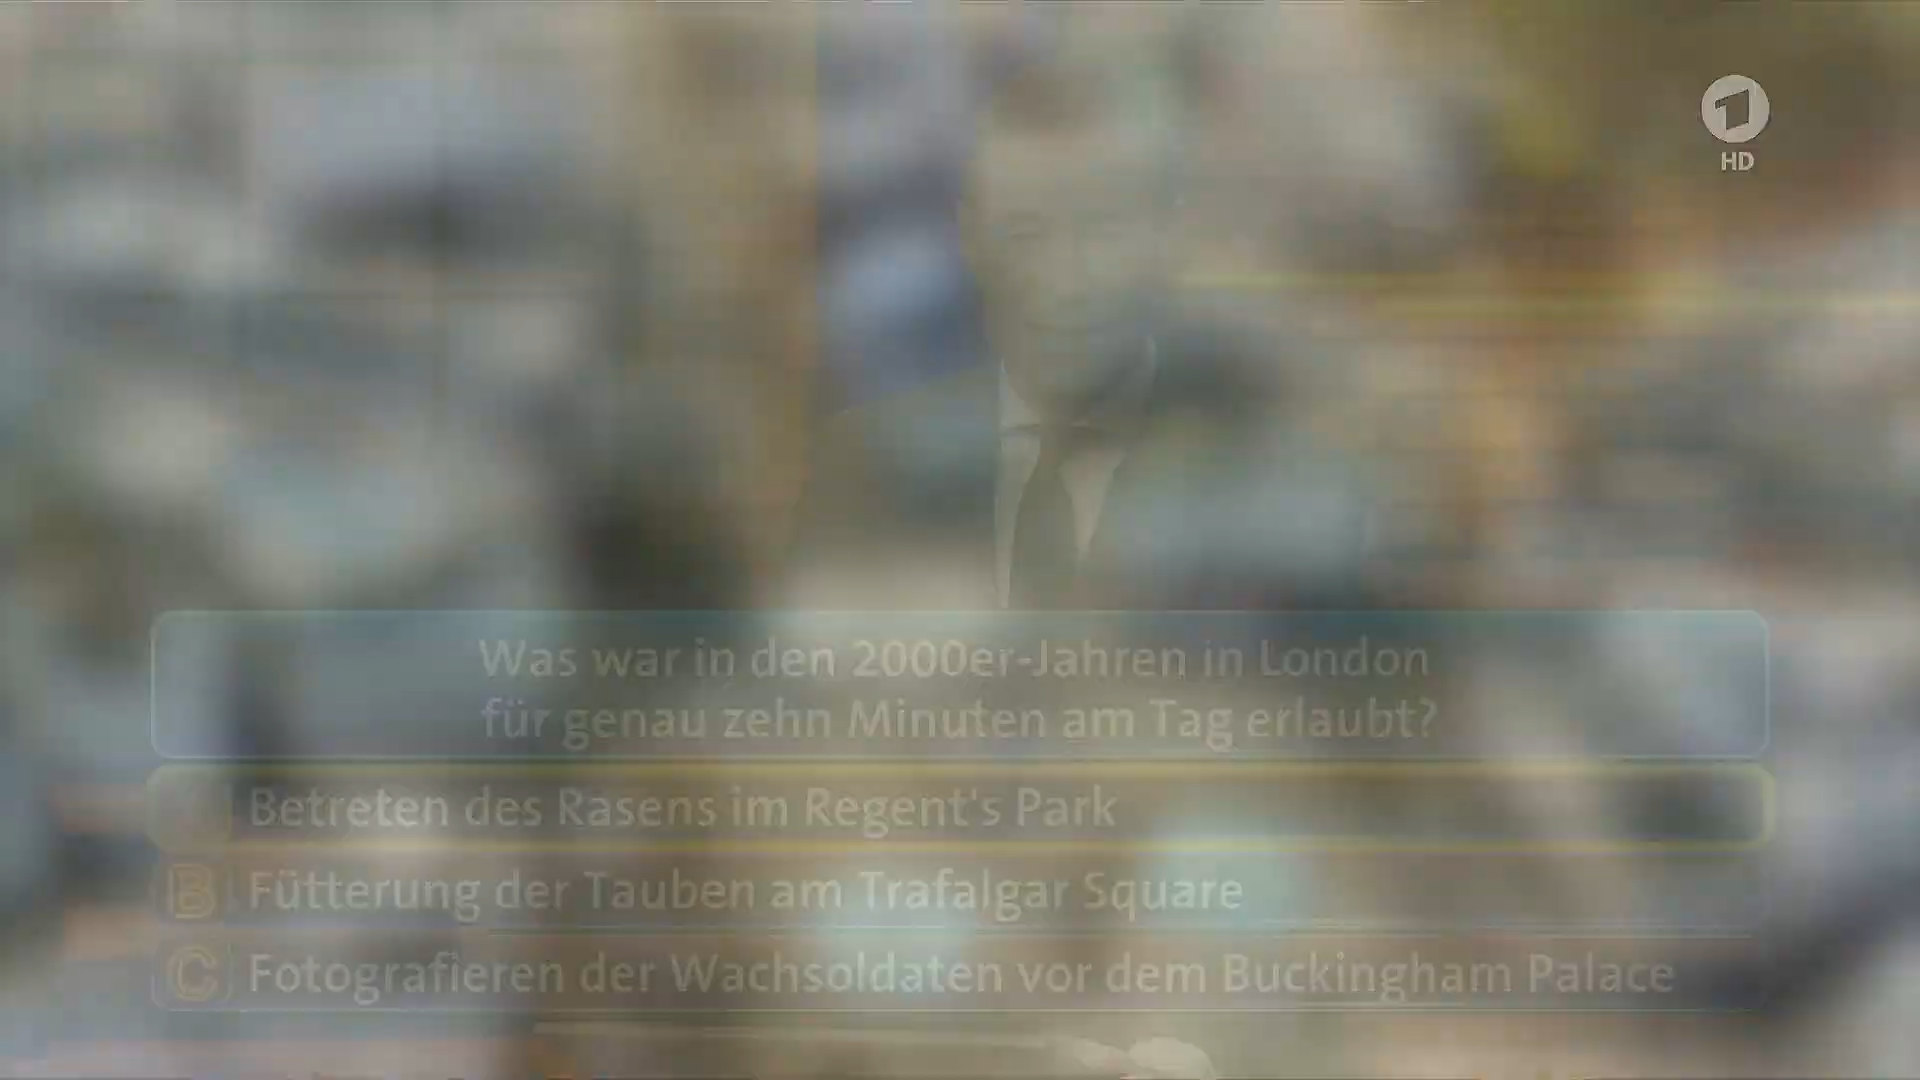 1
HD
Was war in den 2000er-Jahren in London
für genau zehn Minuten am Tag erlaubt?
Betreten des Rasens im Regent's Park
B Fütterung der Tauben am Trafalgar Square
C Fotografieren der Wachsoldaten vor dem Buckingham Palace